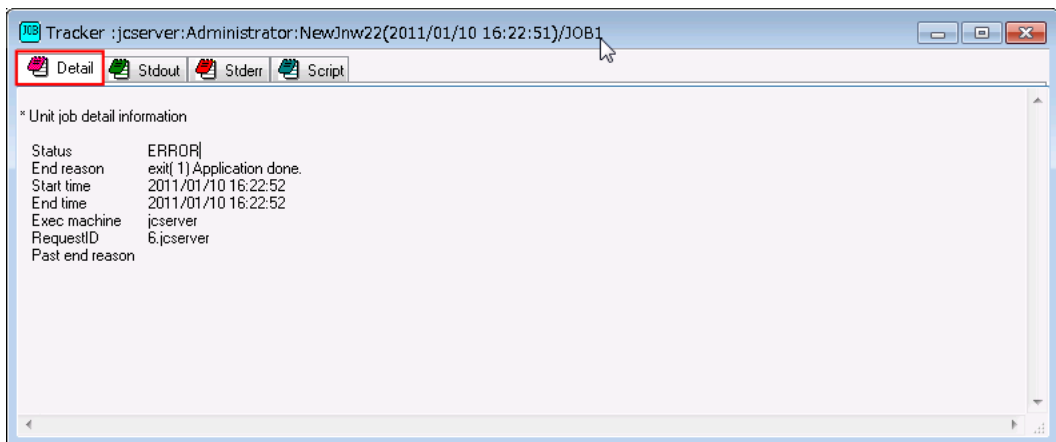 JOB Tracker :jcserver:Administrator:NewJnw22(2011/01/10 16:22:51)/JOB1
Detail Stdout Stderr Script
* Unit job detail information
Status ERROR
End reason exit( 1) Application done.
Start time 2011/01/10 16:22:52
End time 2011/01/10 16:22:52
Exec machine jcserver
RequestID 6.jcserver
Past end reason